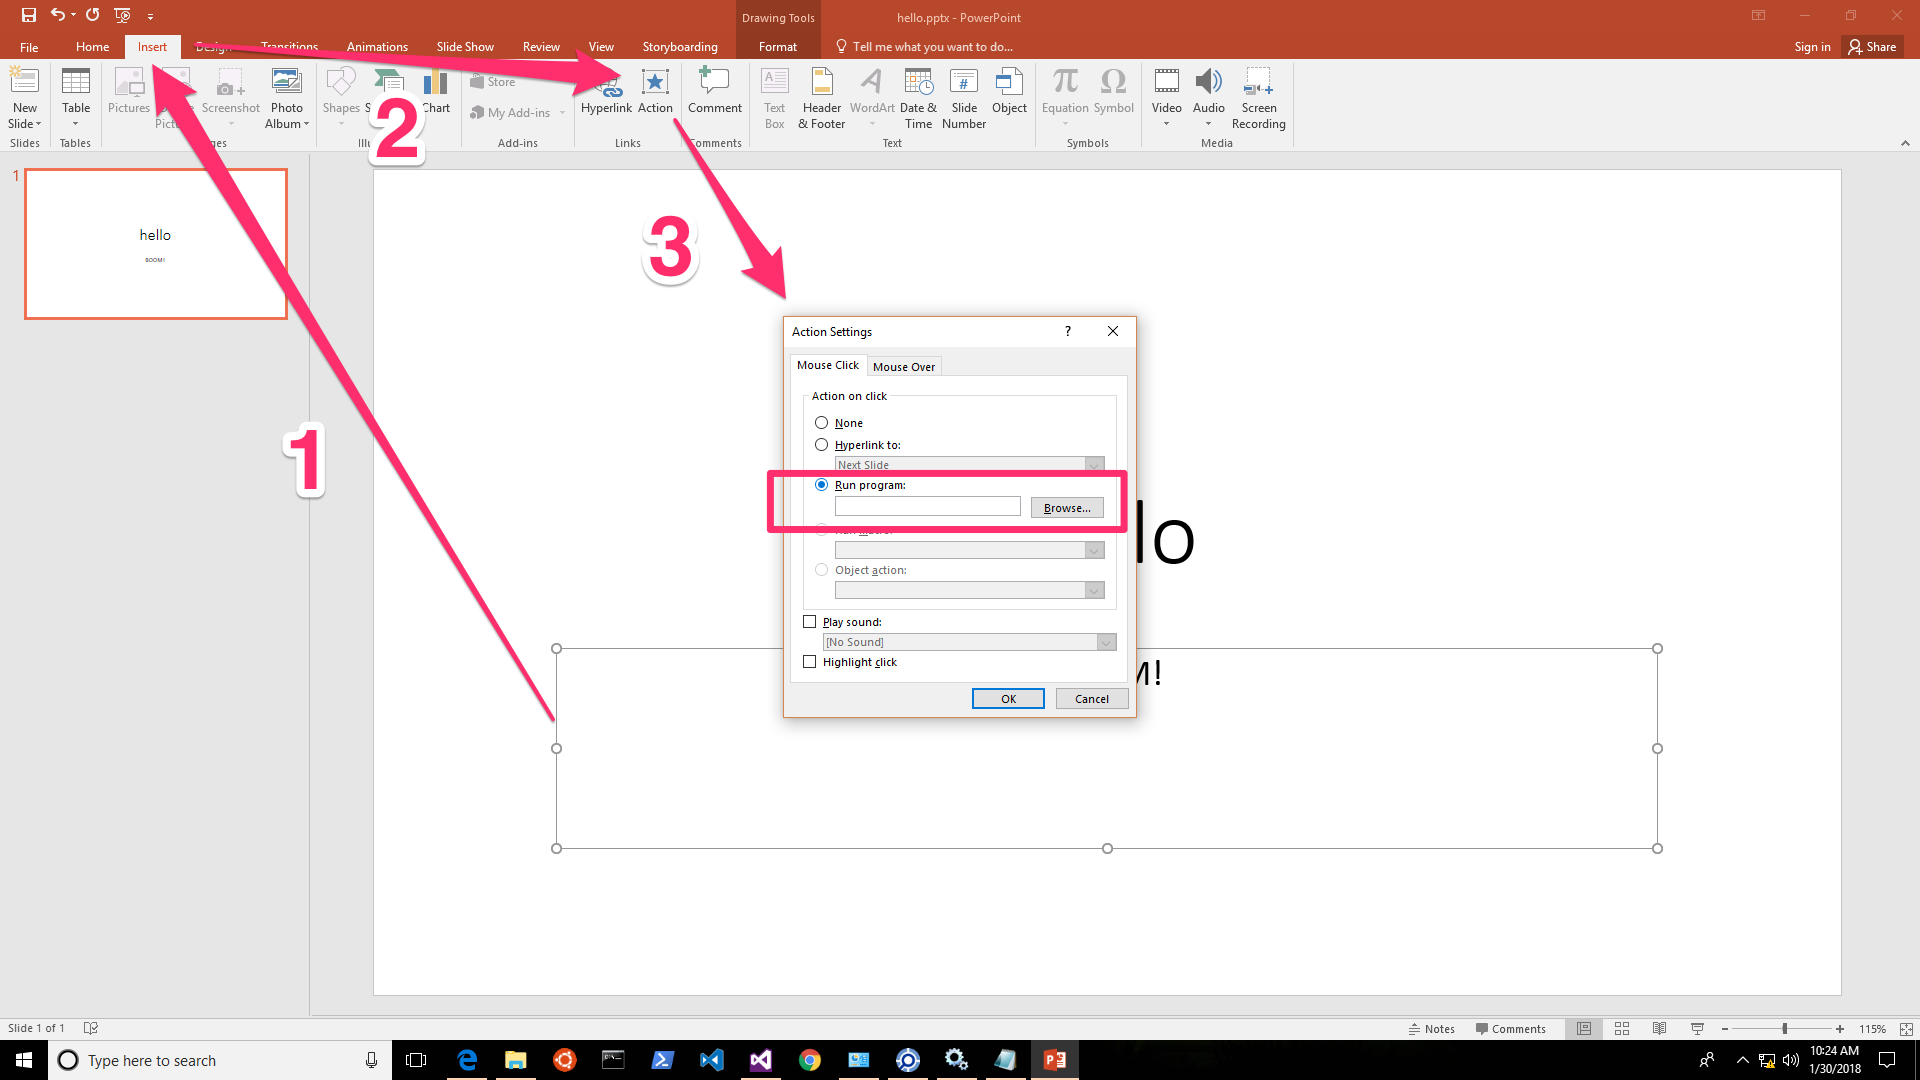 Drawing Tools
hello.pptx - PowerPoint
File Home Insert Design Transitions Animations Slide Show Review View Storyboarding Format Tell me what you want to do... Sign in Share
New Slide
Table
Pictures
Screenshot
Photo Album
Shapes
Chart
Store
My Add-ins
Hyperlink
Action
Comment
Text Box
Header & Footer
WordArt
Date & Time
Slide Number
Object
Equation
Symbol
Video
Audio
Screen Recording
Slides Tables Add-ins Links Text Symbols Media
1
2
3
1
hello
BOOM!
Action Settings
?
Mouse Click Mouse Over
Action on click
None
Hyperlink to:
Next Slide
Run program:
Browse...
Object action:
Play sound:
[No Sound]
Highlight click
OK Cancel
lo
M!
Slide 1 of 1
Notes Comments 115%
Type here to search
10:24 AM
1/30/2018